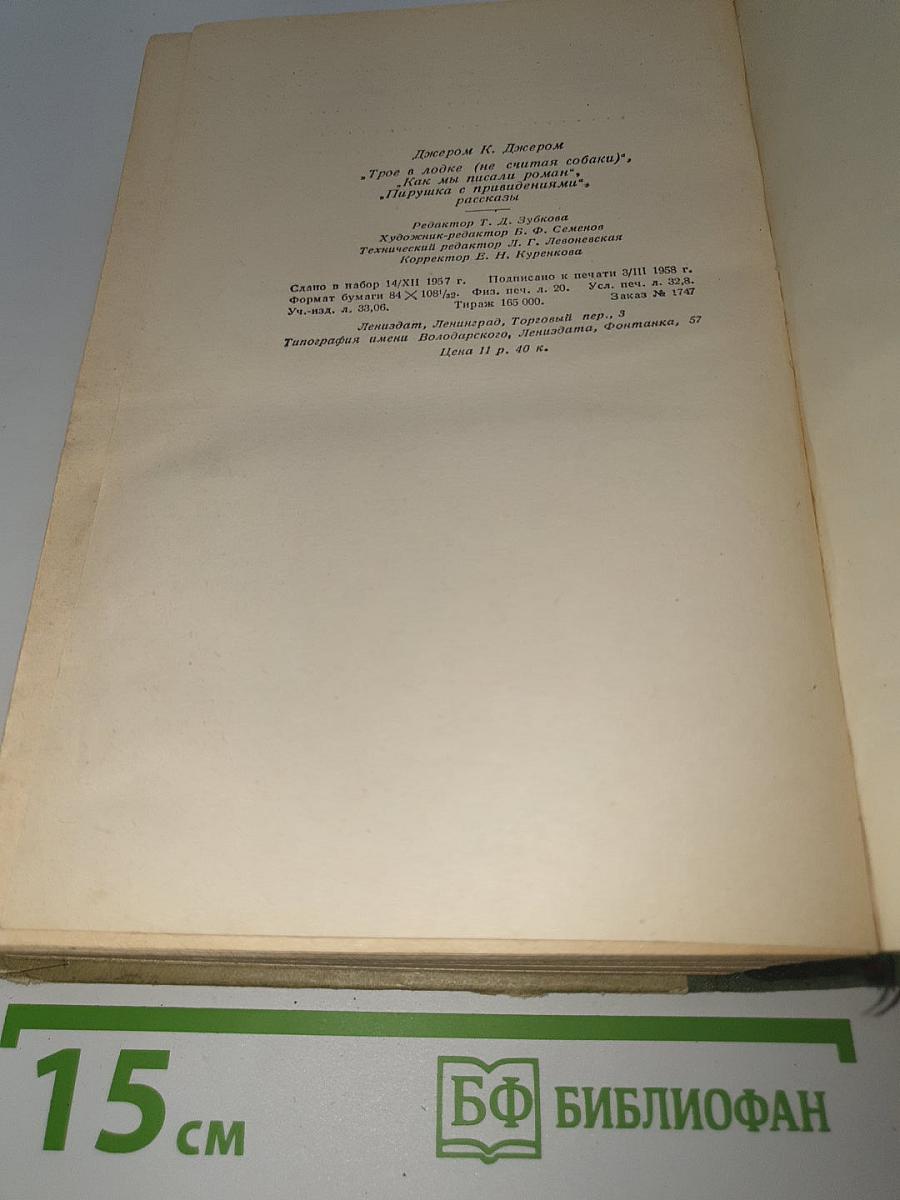 Джером К. Джером
„Трое в лодке (не считая собаки)“,
„Как мы писали роман“,
„Пирушка с привидениями“,
рассказы
Редактор Т. Д. Зубкова
Художник-редактор Б. Ф. Семенов
Технический редактор Л. Г. Левоневская
Корректор Е. Н. Куренкова
Сдано в набор 14/XII 1957 г. Подписано к печати 3/III 1958 г.
Формат бумаги 84 × 108¹/₃₂. Физ. печ. л. 20. Усл. печ. л. 32,8.
Уч.-изд. л. 33,06. Тираж 165 000. Заказ № 1747
Лениздат, Ленинград, Торговый пер., 3
Типография имени Володарского, Лениздата, Фонтанка, 57
Цена 11 р. 40 к.
15 см
БФ БИБЛИОФАН